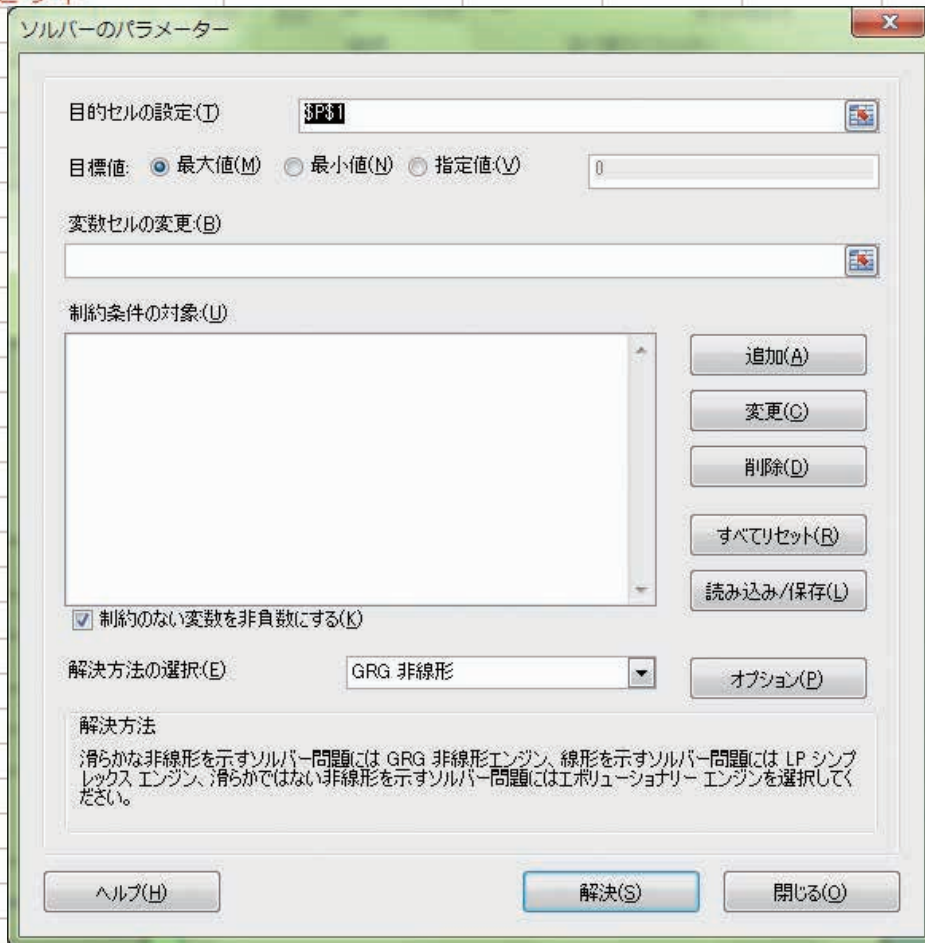 ソルバーのパラメーター
目的セルの設定:(T)
$P$1
目標値:
最大値(M)
最小値(N)
指定値:(V)
0
変数セルの変更:(B)
制約条件の対象:(U)
追加(A)
変更(C)
削除(D)
すべてリセット(R)
読み込み/保存(L)
制約のない変数を非負数にする(K)
解決方法の選択:(E)
GRG 非線形
オプション(P)
解決方法
滑らかな非線形を示すソルバー問題には GRG 非線形エンジン、線形を示すソルバー問題には LP シンプ
レックス エンジン、滑らかではない非線形を示すソルバー問題にはエボリューショナリー エンジンを選択してく
ださい。
ヘルプ(H)
解決(S)
閉じる(O)